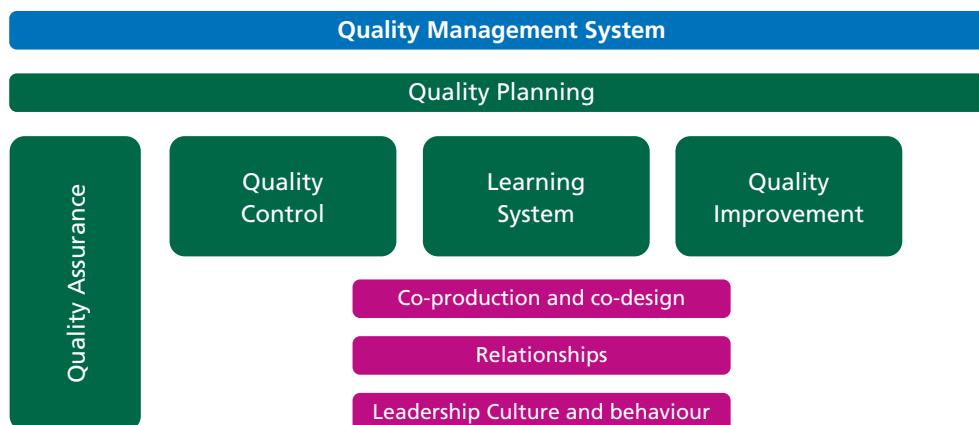 Quality Management System
Quality Planning
Quality Assurance
Quality
Control
Learning
System
Quality
Improvement
Co-production and co-design
Relationships
Leadership Culture and behaviour